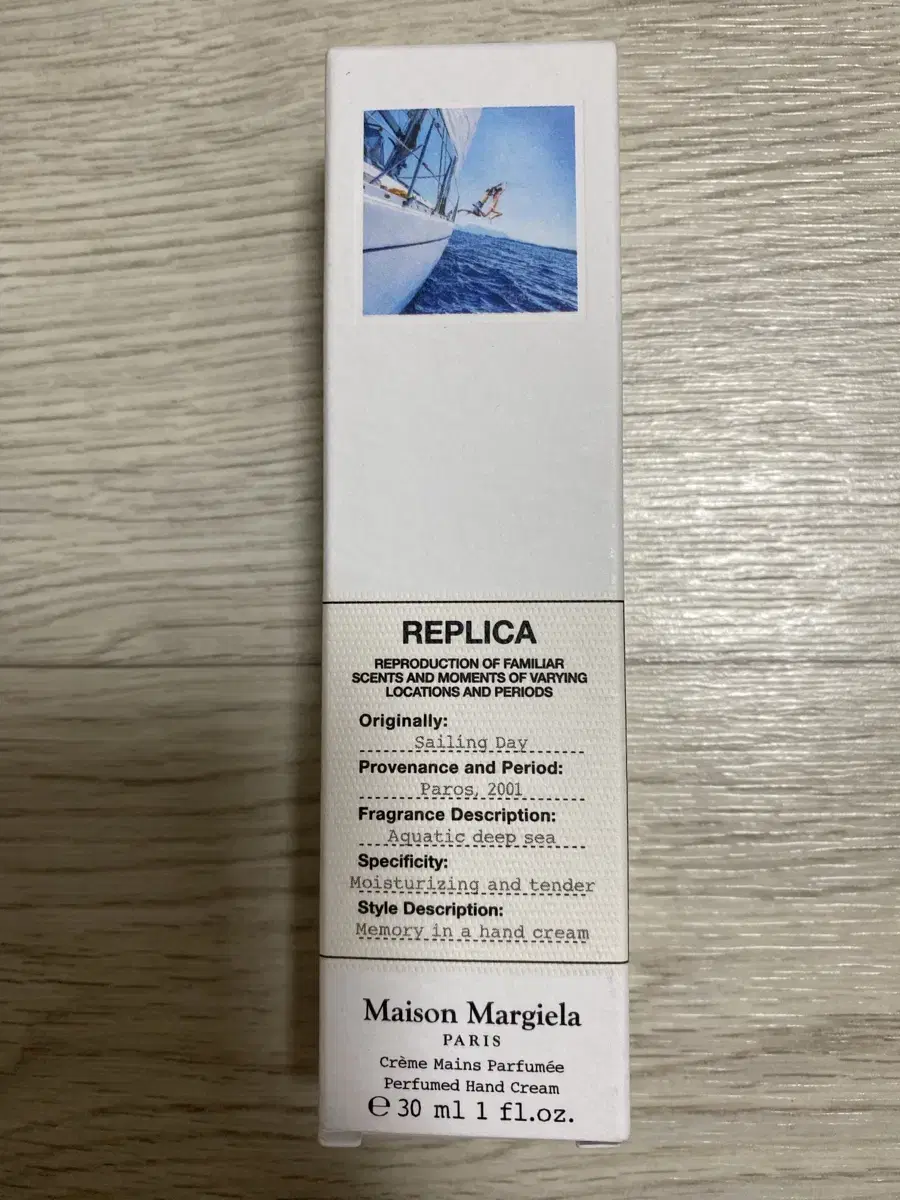 REPLICA
REPRODUCTION OF FAMILIAR
SCENTS AND MOMENTS OF VARYING
LOCATIONS AND PERIODS
Originally:
Sailing Day
Provenance and Period:
Paros, 2001
Fragrance Description:
Aquatic deep sea
Specificity:
Moisturizing and tender
Style Description:
Memory in a hand cream
Maison Margiela
PARIS
Crème Mains Parfumée
Perfumed Hand Cream
℮ 30 ml 1 fl.oz.